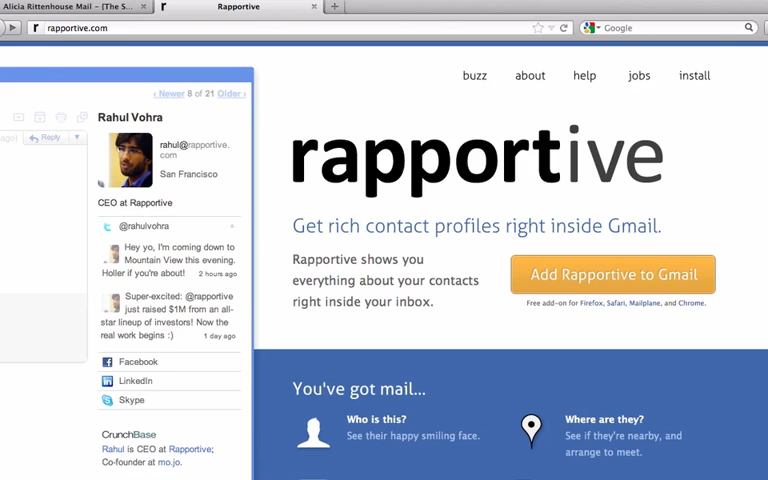 Alicia Rittenhouse Mail – [The S...
Rapportive
rapportive.com
Google
buzz about help jobs install
‹ Newer 8 of 21 Older ›
Rahul Vohra
rahul@rapportive.
com
San Francisco
CEO at Rapportive
ago) Reply
@rahulvohra
Hey yo, I'm coming down to
Mountain View this evening.
Holler if you're about! 2 hours ago
Super-excited: @rapportive
just raised $1M from an all-
star lineup of investors! Now the
real work begins :) 1 day ago
Facebook
LinkedIn
Skype
CrunchBase
Rahul is CEO at Rapportive;
Co-founder at mo.jo.
rapportive
Get rich contact profiles right inside Gmail.
Rapportive shows you
everything about your contacts
right inside your inbox.
Add Rapportive to Gmail
Free add-on for Firefox, Safari, Mailplane, and Chrome.
You've got mail...
Who is this?
See their happy smiling face.
Where are they?
See if they're nearby, and
arrange to meet.